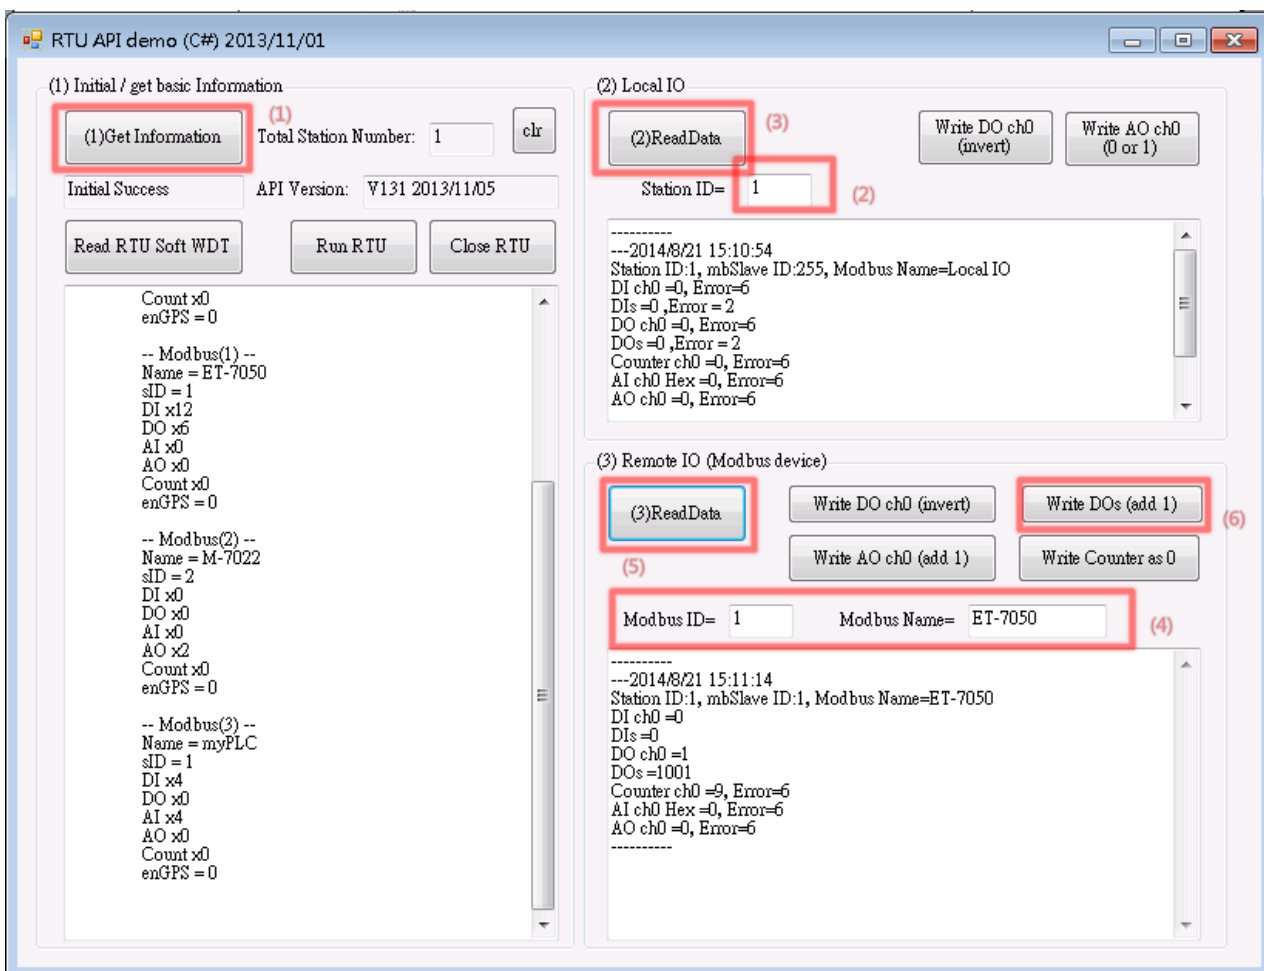 RTU API demo (C#) 2013/11/01
(1) Initial / get basic Information
(1)Get Information
(1)
Total Station Number:
1
clr
Initial Success
API Version:
V131 2013/11/05
Read RTU Soft WDT
Run RTU
Close RTU
Count x0
enGPS = 0
-- Modbus(1) --
Name = ET-7050
sID = 1
DI x12
DO x6
AI x0
AO x0
Count x0
enGPS = 0
-- Modbus(2) --
Name = M-7022
sID = 2
DI x0
DO x0
AI x0
AO x2
Count x0
enGPS = 0
-- Modbus(3) --
Name = myPLC
sID = 1
DI x4
DO x0
AI x4
AO x0
Count x0
enGPS = 0
(2) Local IO
(2)ReadData
(3)
Write DO ch0
(invert)
Write AO ch0
(0 or 1)
Station ID=
1
(2)
----------
---2014/8/21 15:10:54
Station ID:1, mbSlave ID:255, Modbus Name=Local IO
DI ch0 =0, Error=6
DIs =0 ,Error = 2
DO ch0 =0, Error=6
DOs =0 ,Error = 2
Counter ch0 =0, Error=6
AI ch0 Hex =0, Error=6
AO ch0 =0, Error=6
(3) Remote IO (Modbus device)
(3)ReadData
(5)
Write DO ch0 (invert)
Write DOs (add 1)
(6)
Write AO ch0 (add 1)
Write Counter as 0
Modbus ID=
1
Modbus Name=
ET-7050
(4)
----------
---2014/8/21 15:11:14
Station ID:1, mbSlave ID:1, Modbus Name=ET-7050
DI ch0 =0
DIs =0
DO ch0 =1
DOs =1001
Counter ch0 =9, Error=6
AI ch0 Hex =0, Error=6
AO ch0 =0, Error=6
----------